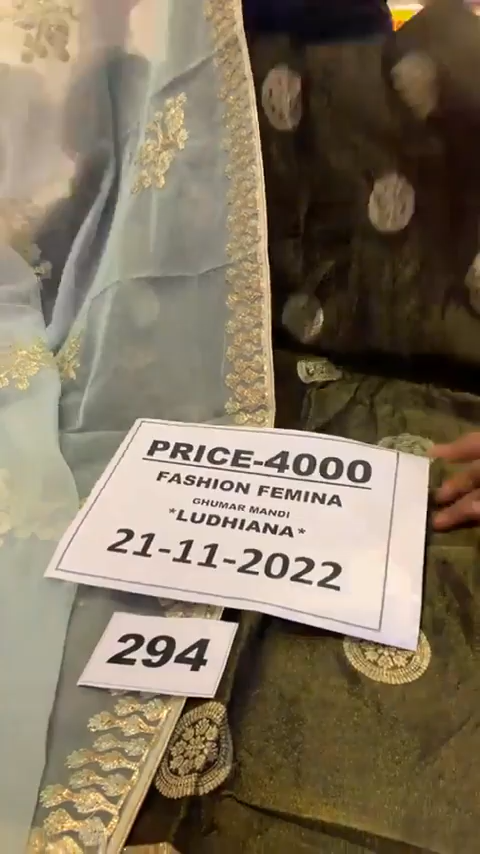 PRICE-4000
FASHION FEMINA
GHUMAR MANDI
*LUDHIANA*
21-11-2022
294